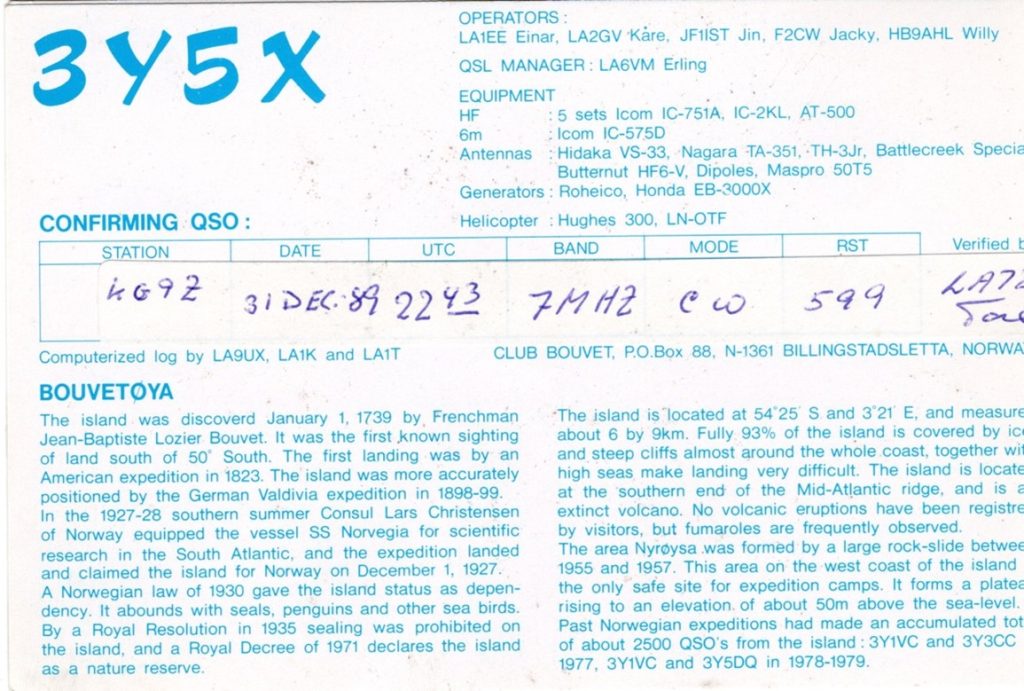 3Y5X
OPERATORS :
LA1EE Einar, LA2GV Kåre, JF1IST Jin, F2CW Jacky, HB9AHL Willy
QSL MANAGER : LA6VM Erling
EQUIPMENT
HF : 5 sets Icom IC-751A, IC-2KL, AT-500
6m : Icom IC-575D
Antennas : Hidaka VS-33, Nagara TA-351, TH-3Jr, Battlecreek Specia
Butternut HF6-V, Dipoles, Maspro 50T5
Generators : Roheico, Honda EB-3000X
Helicopter : Hughes 300, LN-OTF
CONFIRMING QSO :
STATION DATE UTC BAND MODE RST Verified b
KG9Z 31 DEC. 89 2243 7MHZ CW 599 LA7
Computerized log by LA9UX, LA1K and LA1T
CLUB BOUVET, P.O.Box 88, N-1361 BILLINGSTADSLETTA, NORWA
BOUVETØYA
The island was discoverd January 1, 1739 by Frenchman
Jean-Baptiste Lozier Bouvet. It was the first known sighting
of land south of 50° South. The first landing was by an
American expedition in 1823. The island was more accurately
positioned by the German Valdivia expedition in 1898-99.
In the 1927-28 southern summer Consul Lars Christensen
of Norway equipped the vessel SS Norvegia for scientific
research in the South Atlantic, and the expedition landed
and claimed the island for Norway on December 1, 1927.
A Norwegian law of 1930 gave the island status as depen-
dency. It abounds with seals, penguins and other sea birds.
By a Royal Resolution in 1935 sealing was prohibited on
the island, and a Royal Decree of 1971 declares the island
as a nature reserve.
The island is located at 54°25' S and 3°21' E, and measure
about 6 by 9km. Fully 93% of the island is covered by ice
and steep cliffs almost around the whole coast, together wit
high seas make landing very difficult. The island is locate
at the southern end of the Mid-Atlantic ridge, and is a
extinct volcano. No volcanic eruptions have been registre
by visitors, but fumaroles are frequently observed.
The area Nyrøysa was formed by a large rock-slide betwee
1955 and 1957. This area on the west coast of the island
the only safe site for expedition camps. It forms a platea
rising to an elevation of about 50m above the sea-level.
Past Norwegian expeditions had made an accumulated tot
of about 2500 QSO's from the island : 3Y1VC and 3Y3CC
1977, 3Y1VC and 3Y5DQ in 1978-1979.